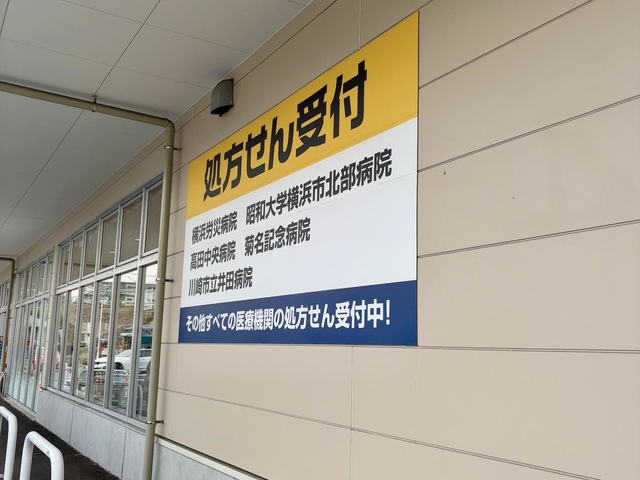 処方せん受付
横浜労災病院 昭和大学横浜市北部病院
高田中央病院 菊名記念病院
川崎市立井田病院
その他すべての医療機関の処方せん受付中!